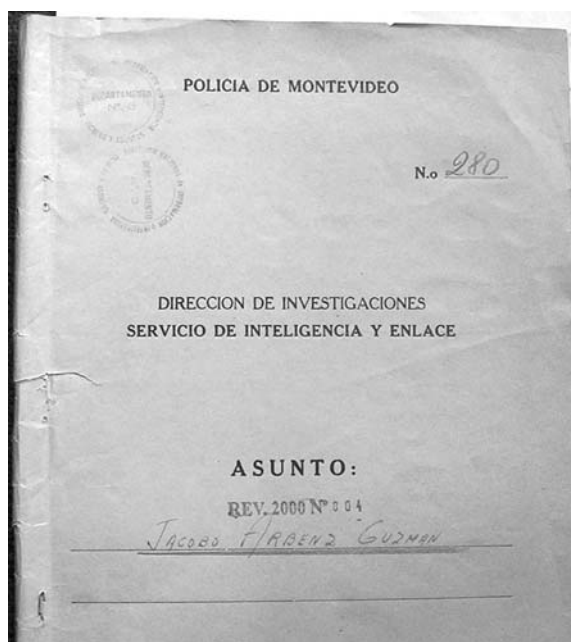 POLICIA DE MONTEVIDEO
N.o 280
DIRECCION DE INVESTIGACIONES
SERVICIO DE INTELIGENCIA Y ENLACE
ASUNTO:
REV. 2000 Nº 004
JACOBO ARBENZ GUZMAN